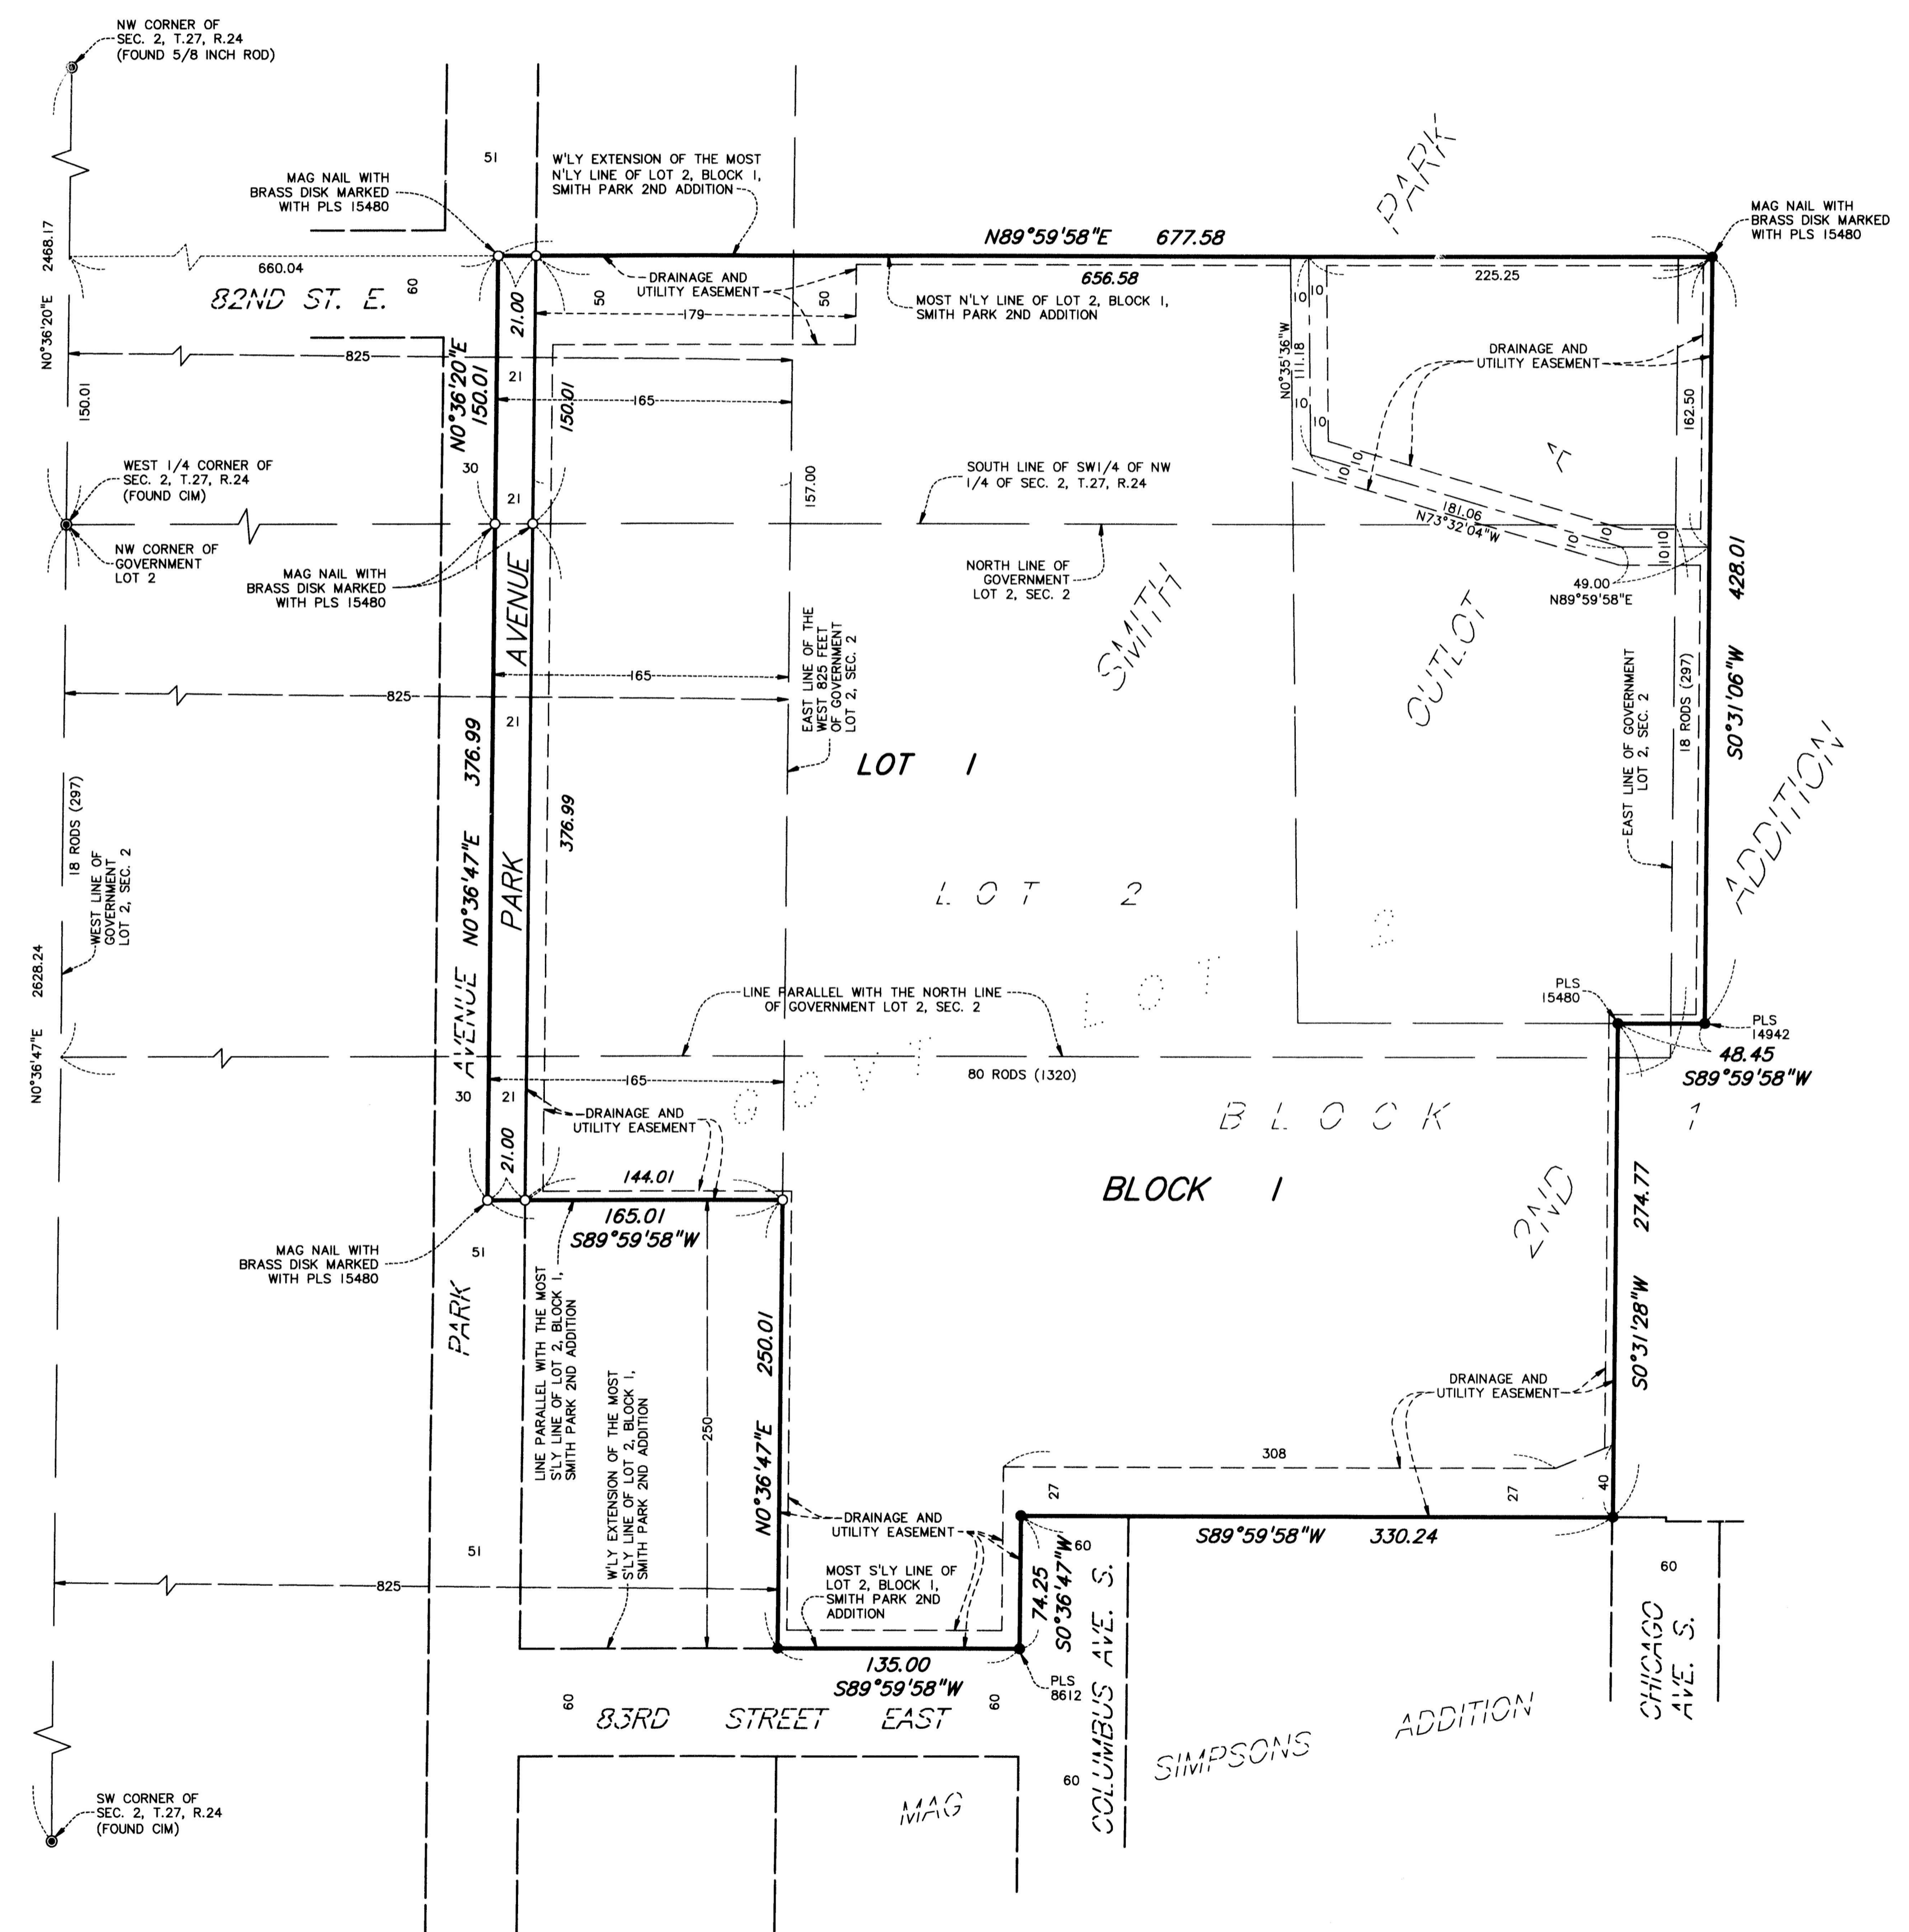 NW CORNER OF
SEC. 2, T.27, R.24
(FOUND 5/8 INCH ROD)
51
W'LY EXTENSION OF THE MOST
N'LY LINE OF LOT 2, BLOCK 1,
SMITH PARK 2ND ADDITION
MAG NAIL WITH
BRASS DISK MARKED
WITH PLS 15480
PARK
MAG NAIL WITH
BRASS DISK MARKED
WITH PLS 15480
N89°59'58"E 677.58
2468.17
N0°36'20"E
660.04
82ND ST. E.
60
21.00
50
DRAINAGE AND
UTILITY EASEMENT
179
50
656.58
MOST N'LY LINE OF LOT 2, BLOCK 1,
SMITH PARK 2ND ADDITION
225.25
10
10
N0°35'36"W
111.18
10
10
DRAINAGE AND
UTILITY EASEMENT
162.50
825
150.01
N0°36'20"E
150.01
21
150.01
165
WEST 1/4 CORNER OF
SEC. 2, T.27, R.24
(FOUND CIM)
30
21
157.00
SOUTH LINE OF SW1/4 OF NW
1/4 OF SEC. 2, T.27, R.24
10
10
A
181.06
N73°32'04"W
10
10
10
10
49.00
N89°59'58"E
NW CORNER OF
GOVERNMENT
LOT 2
MAG NAIL WITH
BRASS DISK MARKED
WITH PLS 15480
AVENUE
NORTH LINE OF
GOVERNMENT
LOT 2, SEC. 2
SMITH
OUTLOT
428.01
S0°31'06"W
EAST LINE OF THE
WEST 825 FEET
OF GOVERNMENT
LOT 2, SEC. 2
EAST LINE OF GOVERNMENT
LOT 2, SEC. 2
18 RODS (297)
825
165
21
N0°36'47"E 376.99
376.99
LOT 1
18 RODS (297)
WEST LINE OF
GOVERNMENT
LOT 2, SEC. 2
PARK
LOT 2
ADDITION
N0°36'47"E 2628.24
AVENUE
LINE PARALLEL WITH THE NORTH LINE
OF GOVERNMENT LOT 2, SEC. 2
GOVT LOT 2
PLS
15480
PLS
14942
48.45
S89°59'58"W
165
80 RODS (1320)
30
21
DRAINAGE AND
UTILITY EASEMENT
BLOCK 1
21.00
144.01
165.01
S89°59'58"W
BLOCK 1
2ND
274.77
S0°31'28"W
MAG NAIL WITH
BRASS DISK MARKED
WITH PLS 15480
51
PARK
LINE PARALLEL WITH THE MOST
S'LY LINE OF LOT 2, BLOCK 1,
SMITH PARK 2ND ADDITION
W'LY EXTENSION OF THE MOST
S'LY LINE OF LOT 2, BLOCK 1,
SMITH PARK 2ND ADDITION
250
N0°36'47"E 250.01
DRAINAGE AND
UTILITY EASEMENT
308
27
27
40
51
DRAINAGE AND
UTILITY EASEMENT
S89°59'58"W 330.24
825
MOST S'LY LINE OF
LOT 2, BLOCK 1,
SMITH PARK 2ND
ADDITION
74.25
S0°36'47"W
60
60
135.00
S89°59'58"W
PLS
8612
60
83RD STREET EAST
60
COLUMBUS AVE. S.
60
CHICAGO
AVE. S.
SIMPSONS ADDITION
MAG
SW CORNER OF
SEC. 2, T.27, R.24
(FOUND CIM)